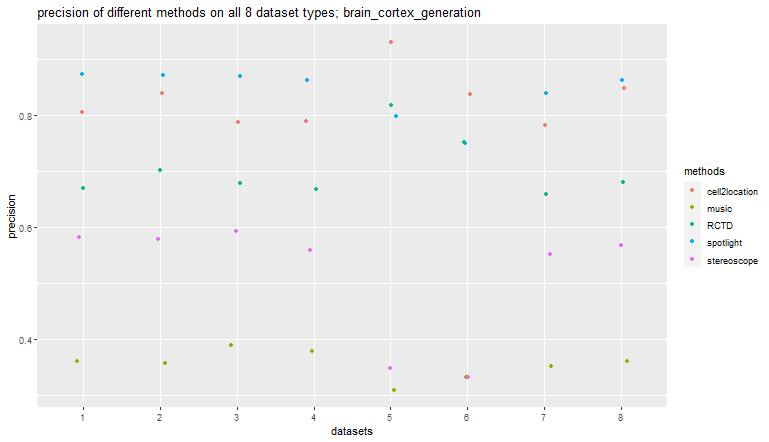 precision of different methods on all 8 dataset types; brain_cortex_generation
precision
0.8
0.6
0.4
1 2 3 4 5 6 7 8
datasets
methods
cell2location
music
RCTD
spotlight
stereoscope